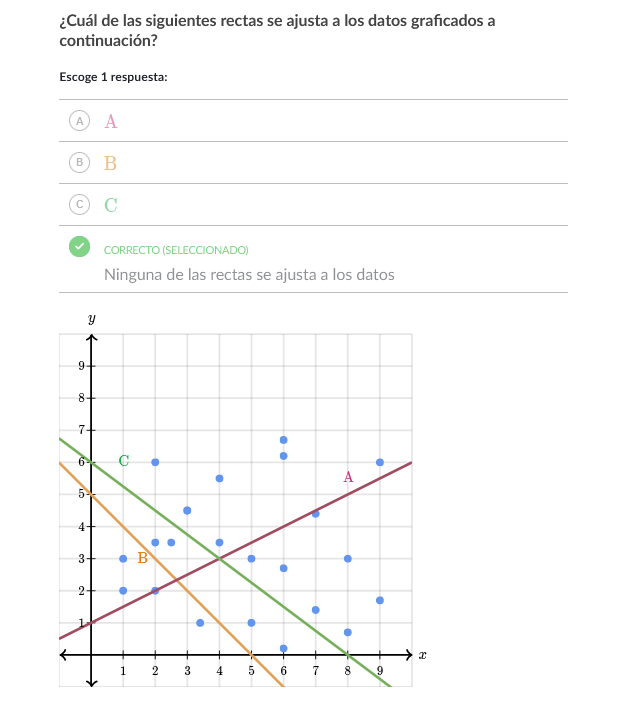 ¿Cuál de las siguientes rectas se ajusta a los datos graficados a
continuación?
Escoge 1 respuesta:
A A
B B
C C
CORRECTO (SELECCIONADO)
Ninguna de las rectas se ajusta a los datos
y
9
8
7
6
C
A
5
4
3
B
2
1
x
1 2 3 4 5 6 7 8 9